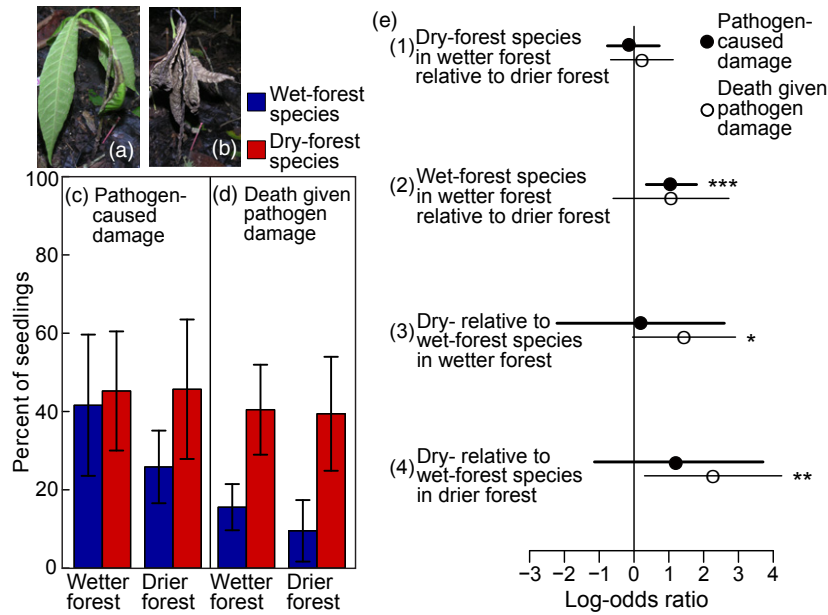 (a)
(b)
Wet-forest
species
Dry-forest
species
(c) Pathogen-
caused
damage
(d) Death given
pathogen
damage
Percent of seedlings
100
80
60
40
20
0
Wetter
forest
Drier
forest
Wetter
forest
Drier
forest
(e)
Pathogen-
caused
damage
Death given
pathogen
damage
(1) Dry-forest species
in wetter forest
relative to drier forest
(2) Wet-forest species
in wetter forest
relative to drier forest
***
(3) Dry- relative to
wet-forest species
in wetter forest
*
(4) Dry- relative to
wet-forest species
in drier forest
**
−3 −2 −1 0 1 2 3 4
Log-odds ratio